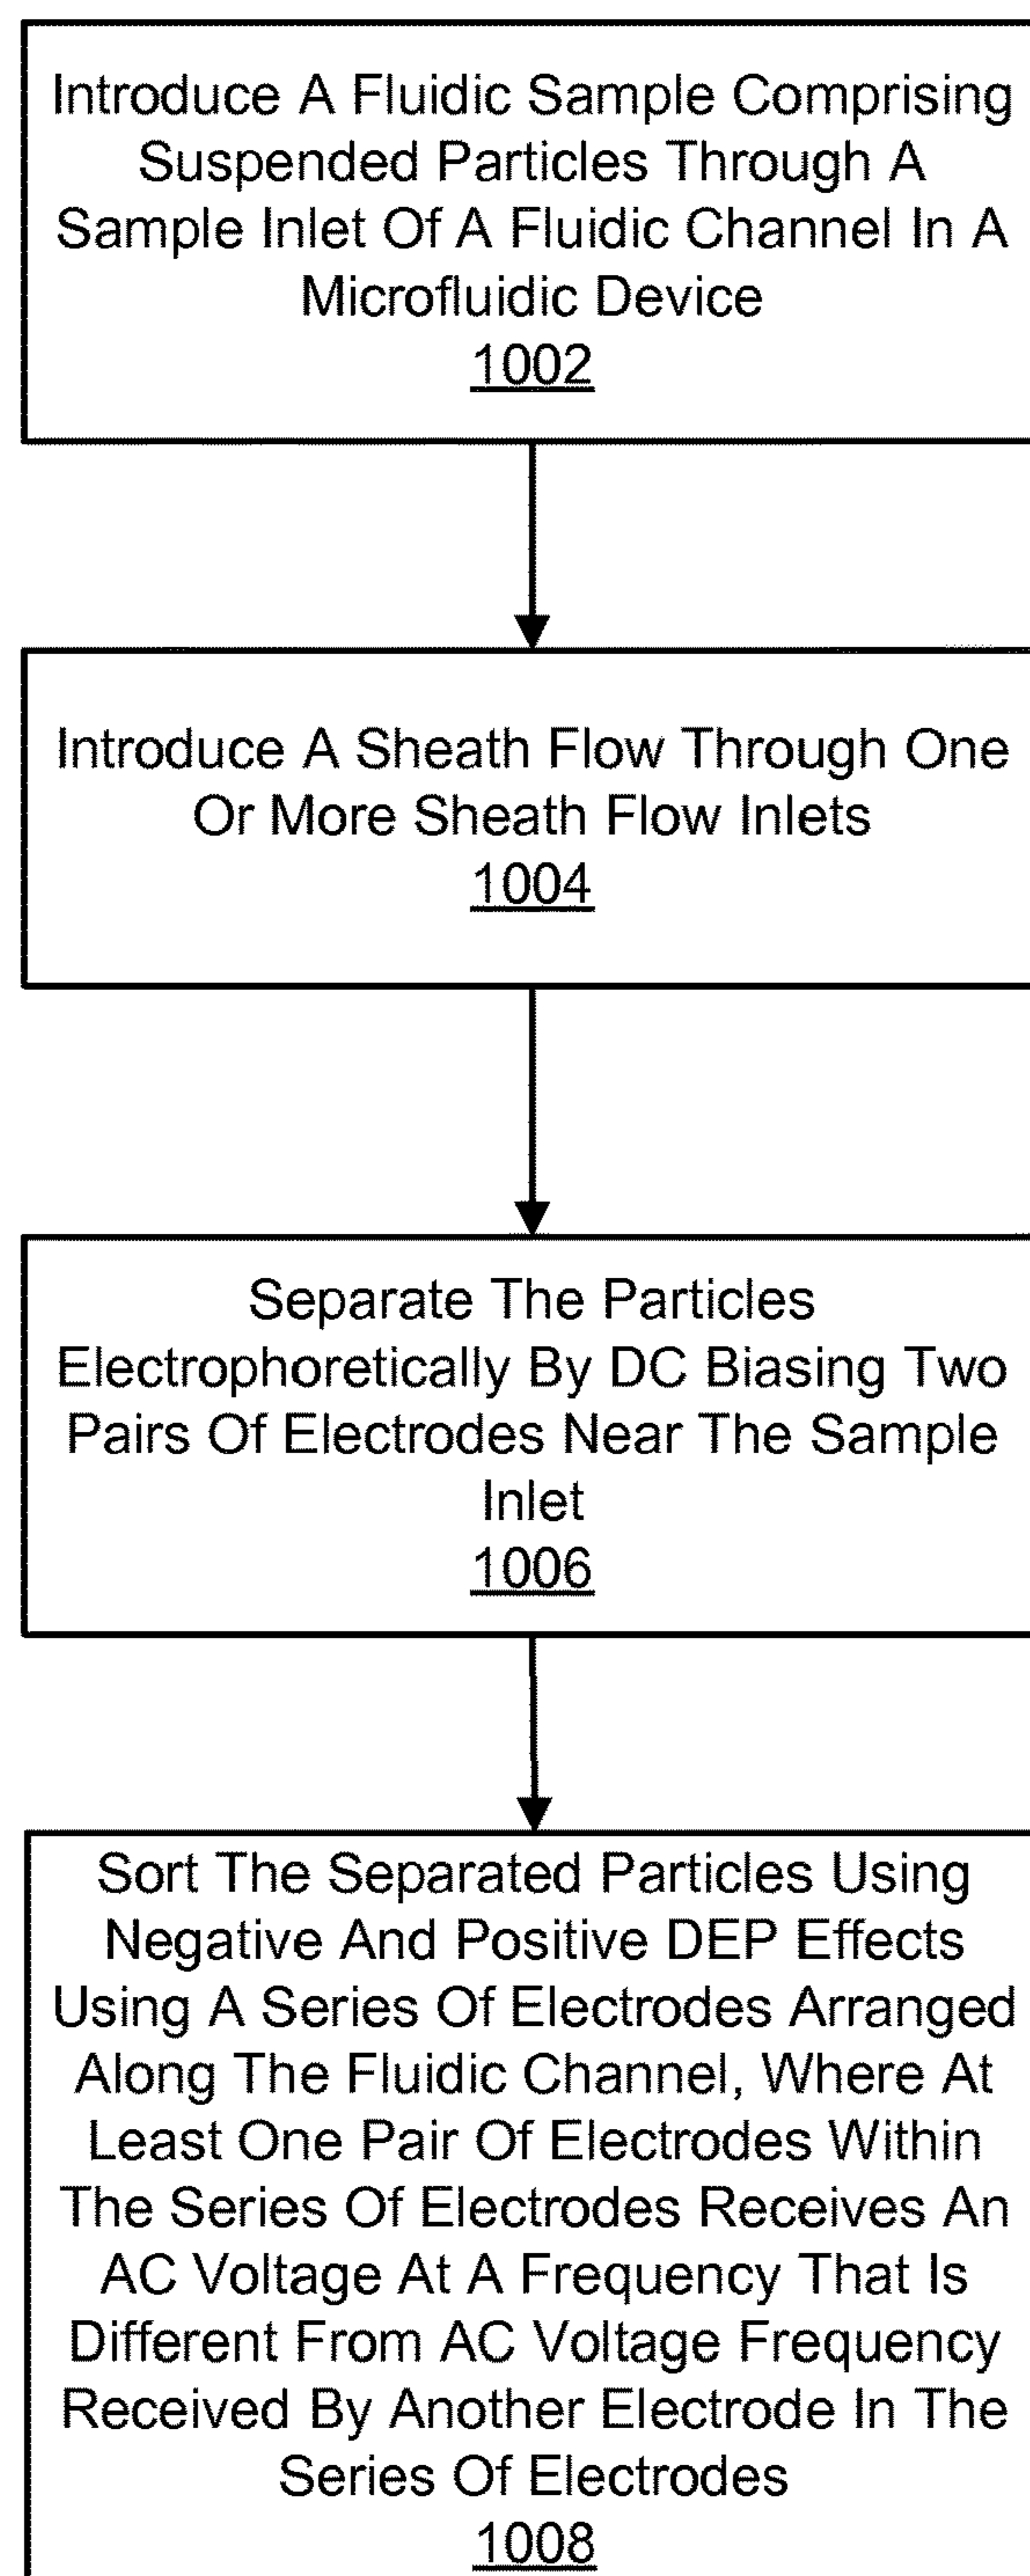 Introduce A Fluidic Sample Comprising
Suspended Particles Through A
Sample Inlet Of A Fluidic Channel In A
Microfluidic Device
1002
Introduce A Sheath Flow Through One
Or More Sheath Flow Inlets
1004
Separate The Particles
Electrophoretically By DC Biasing Two
Pairs Of Electrodes Near The Sample
Inlet
1006
Sort The Separated Particles Using
Negative And Positive DEP Effects
Using A Series Of Electrodes Arranged
Along The Fluidic Channel, Where At
Least One Pair Of Electrodes Within
The Series Of Electrodes Receives An
AC Voltage At A Frequency That Is
Different From AC Voltage Frequency
Received By Another Electrode In The
Series Of Electrodes
1008